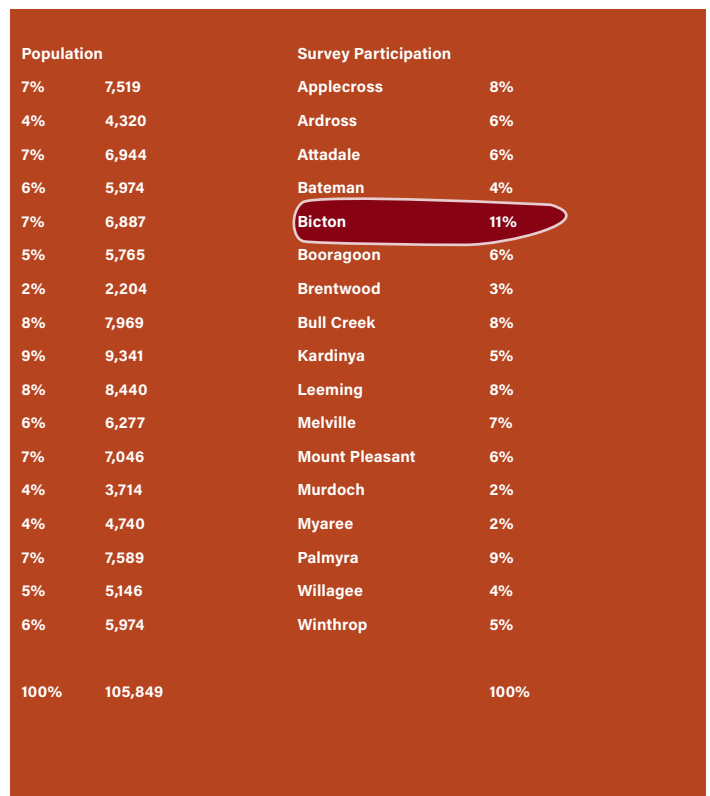 Population Survey Participation
7% 7,519 Applecross 8%
4% 4,320 Ardross 6%
7% 6,944 Attadale 6%
6% 5,974 Bateman 4%
7% 6,887 Bicton 11%
5% 5,765 Booragoon 6%
2% 2,204 Brentwood 3%
8% 7,969 Bull Creek 8%
9% 9,341 Kardinya 5%
8% 8,440 Leeming 8%
6% 6,277 Melville 7%
7% 7,046 Mount Pleasant 6%
4% 3,714 Murdoch 2%
4% 4,740 Myaree 2%
7% 7,589 Palmyra 9%
5% 5,146 Willagee 4%
6% 5,974 Winthrop 5%
100% 105,849 100%